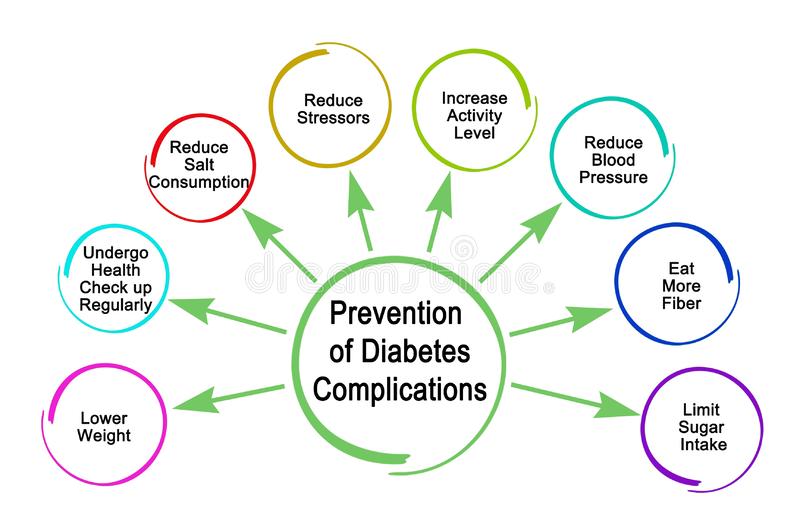 Prevention
of Diabetes
Complications
Lower
Weight
Undergo
Health
Check up
Regularly
Reduce
Salt
Consumption
Reduce
Stressors
Increase
Activity
Level
Reduce
Blood
Pressure
Eat
More
Fiber
Limit
Sugar
Intake
dreamstime